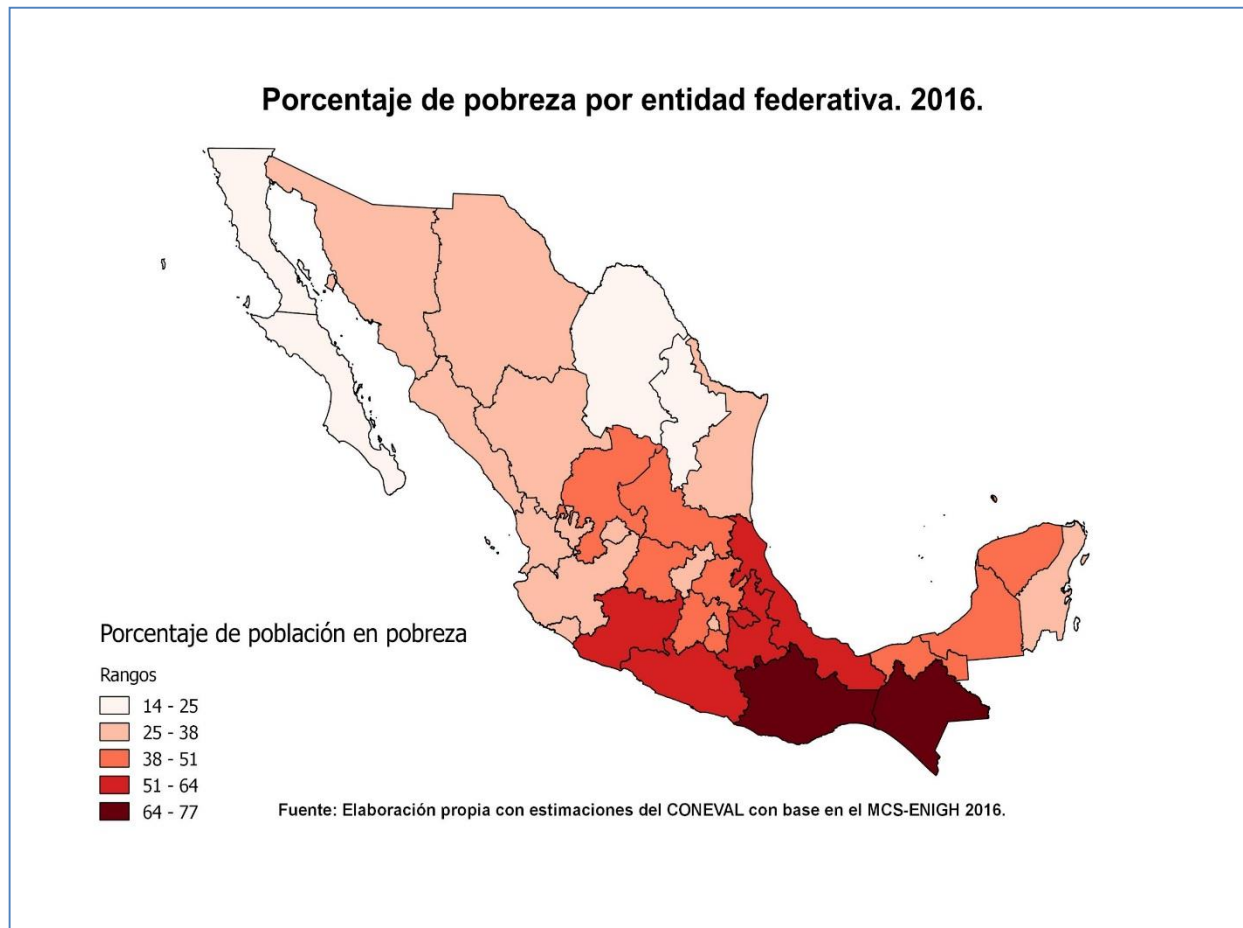 Porcentaje de pobreza por entidad federativa. 2016.
Porcentaje de población en pobreza
Rangos
14 - 25
25 - 38
38 - 51
51 - 64
64 - 77
Fuente: Elaboración propia con estimaciones del CONEVAL con base en el MCS-ENIGH 2016.